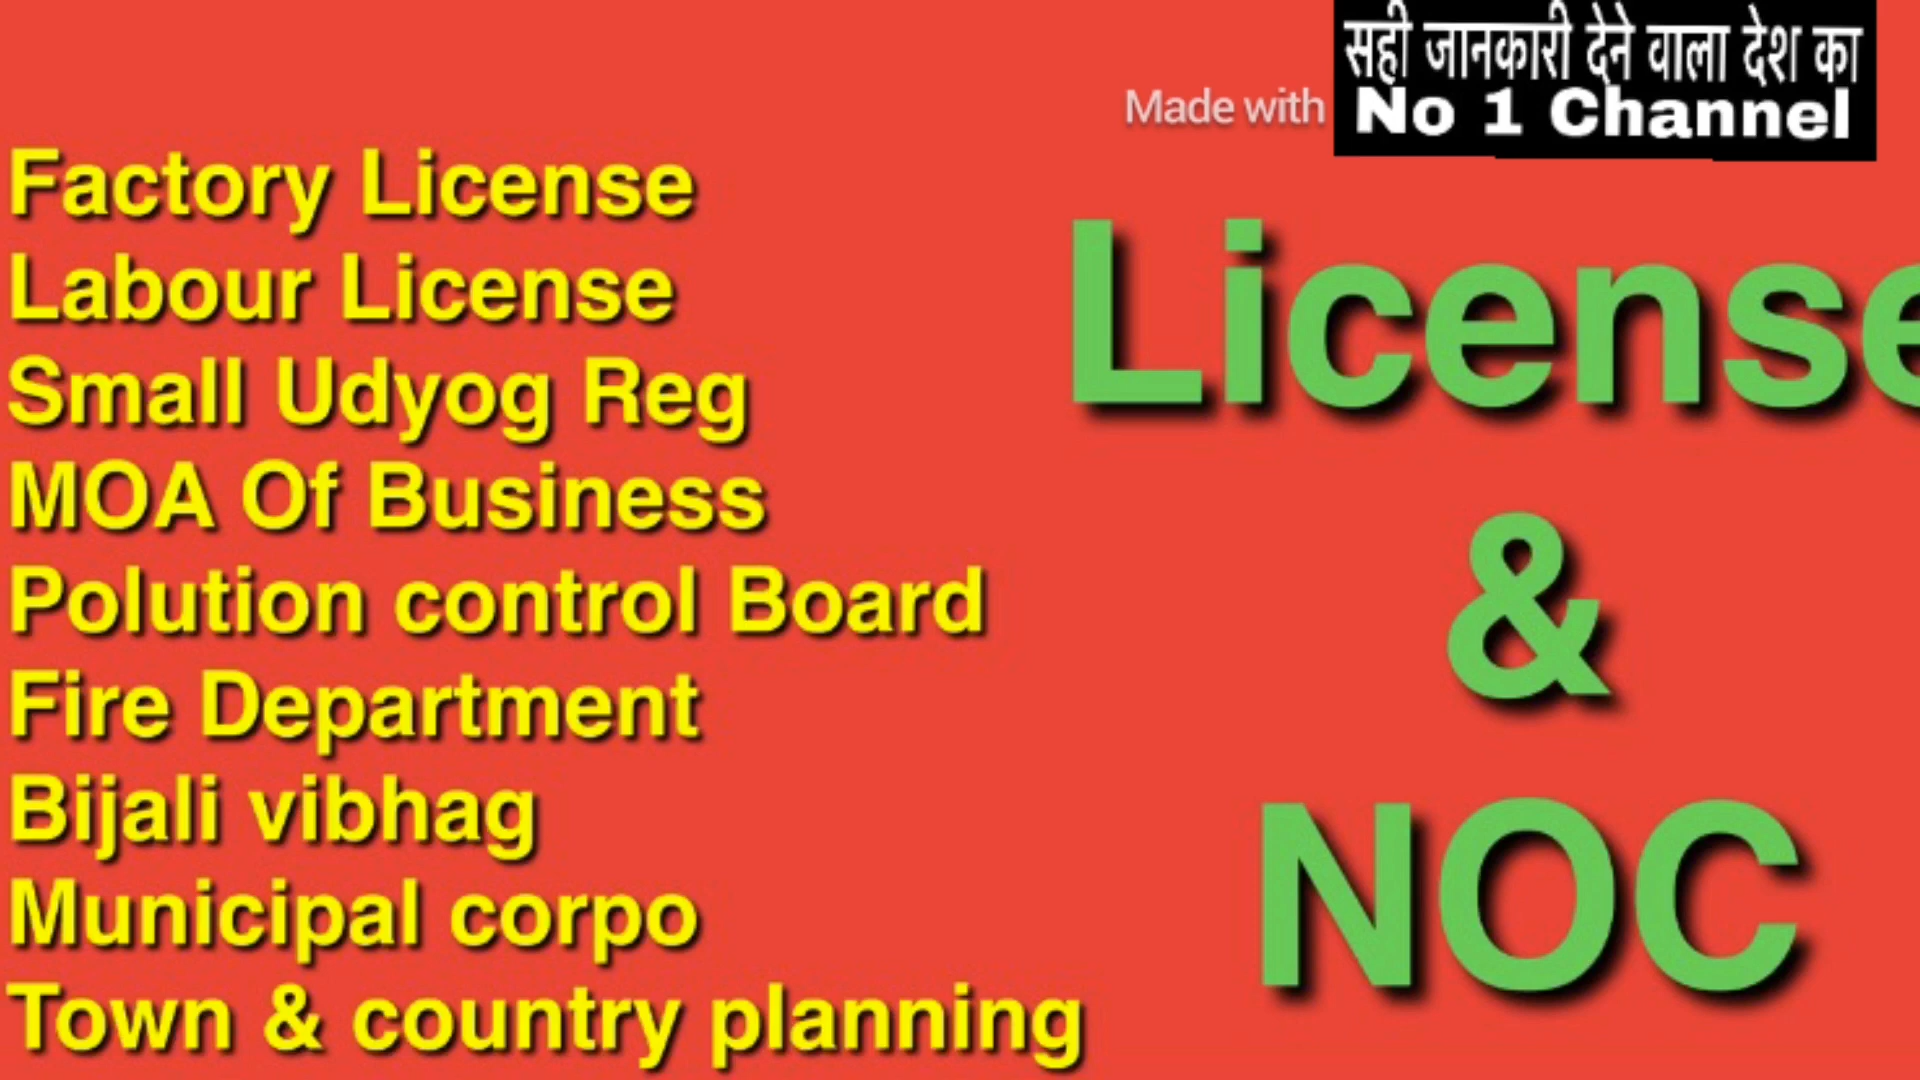 सही जानकारी देने वाला देश का
Made with No 1 Channel
Factory License
Labour License
Small Udyog Reg
MOA Of Business
Polution control Board
Fire Department
Bijali vibhag
Municipal corpo
Town & country planning
License
&
NOC